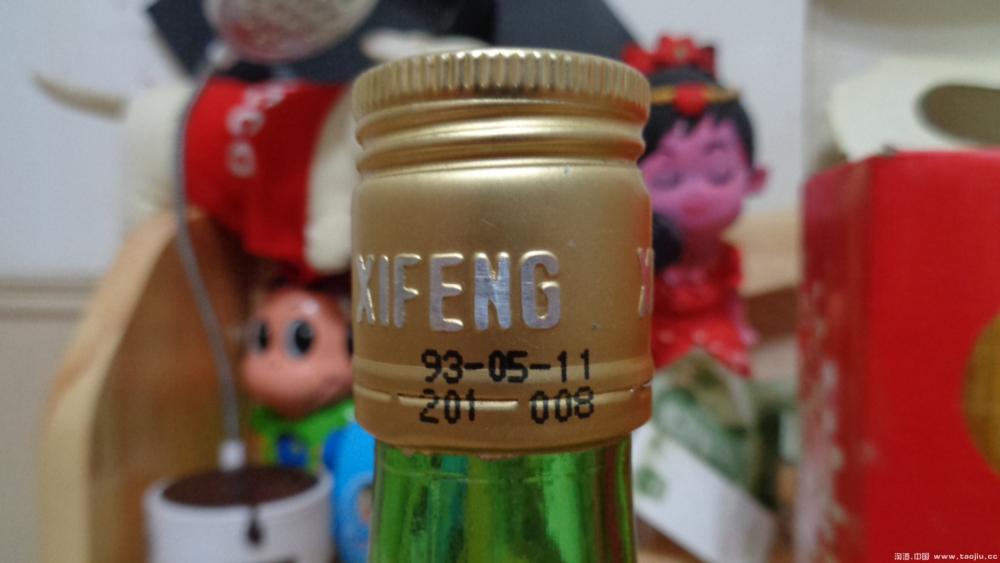 XIFENG
93-05-11
201 008
淘酒.中国 www.taojiu.cc